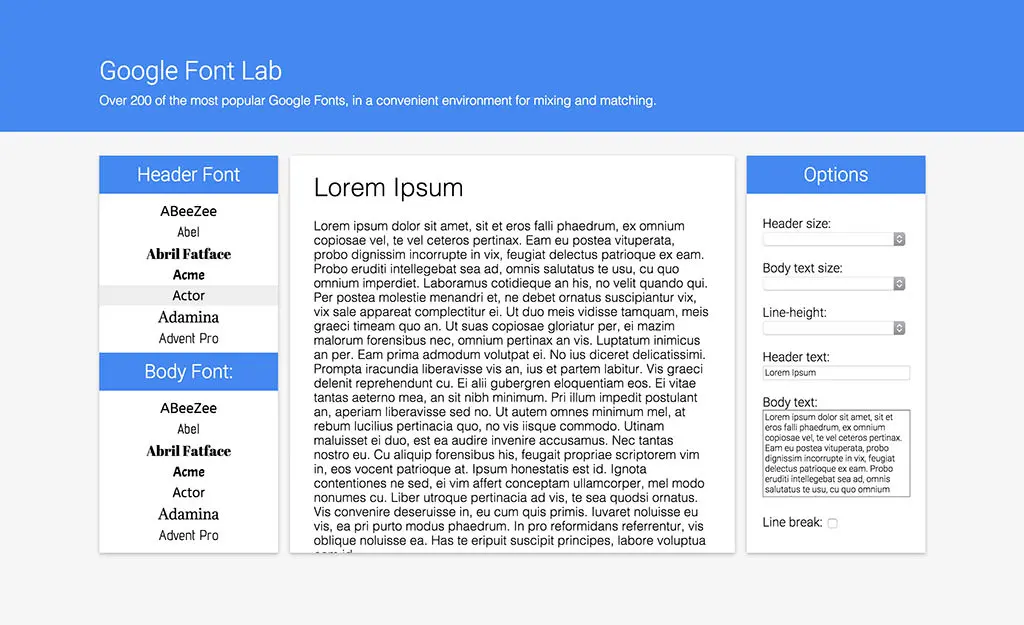 Google Font Lab
Over 200 of the most popular Google Fonts, in a convenient environment for mixing and matching.
Header Font
ABeeZee
Abel
Abril Fatface
Acme
Actor
Adamina
Advent Pro
Body Font:
ABeeZee
Abel
Abril Fatface
Acme
Actor
Adamina
Advent Pro
Lorem Ipsum
Lorem ipsum dolor sit amet, sit et eros falli phaedrum, ex omnium
copiosae vel, te vel ceteros pertinax. Eam eu postea vituperata,
probo dignissim incorrupte in vix, feugiat delectus patrioque ex eam.
Probo eruditi intellegebat sea ad, omnis salutatus te usu, cu quo
omnium imperdiet. Laboramus cotidieque an his, no velit quando qui.
Per postea molestie menandri et, ne debet ornatus suscipiantur vix,
vix sale appareat complectitur ei. Ut duo meis vidisse tamquam, meis
graeci timeam quo an. Ut suas copiosae gloriatur per, ei mazim
malorum forensibus nec, omnium pertinax an vis. Luptatum inimicus
an per. Eam prima admodum volutpat ei. No ius diceret delicatissimi.
Prompta iracundia liberavisse vis an, ius et partem labitur. Vis graeci
delenit reprehendunt cu. Ei alii gubergren eloquentiam eos. Ei vitae
tantas aeterno mea, an sit nibh minimum. Pri illum impedit postulant
an, aperiam liberavisse sed no. Ut autem omnes minimum mel, at
rebum lucilius pertinacia quo, no vis iisque commodo. Utinam
maluisset ei duo, est ea audire invenire accusamus. Nec tantas
nostro eu. Cu aliquip forensibus his, feugait propriae scriptorem vim
in, eos vocent patrioque at. Ipsum honestatis est id. Ignota
contentiones ne sed, ei vim affert conceptam ullamcorper, mel modo
nonumes cu. Liber utroque pertinacia ad vis, te sea quodsi ornatus.
Vis convenire deseruisse in, eu cum quis primis. Iuvaret noluisse eu
vis, ea pri purto modus phaedrum. In pro reformidans referrentur, vis
oblique noluisse ea. Has te eripuit suscipit principes, labore voluptua
Options
Header size:
Body text size:
Line-height:
Header text:
Lorem Ipsum
Body text:
Lorem ipsum dolor sit amet, sit et
eros falli phaedrum, ex omnium
copiosae vel, te vel ceteros pertinax.
Eam eu postea vituperata, probo
dignissim incorrupte in vix, feugiat
delectus patrioque ex eam. Probo
eruditi intellegebat sea ad, omnis
salutatus te usu, cu quo omnium
Line break: